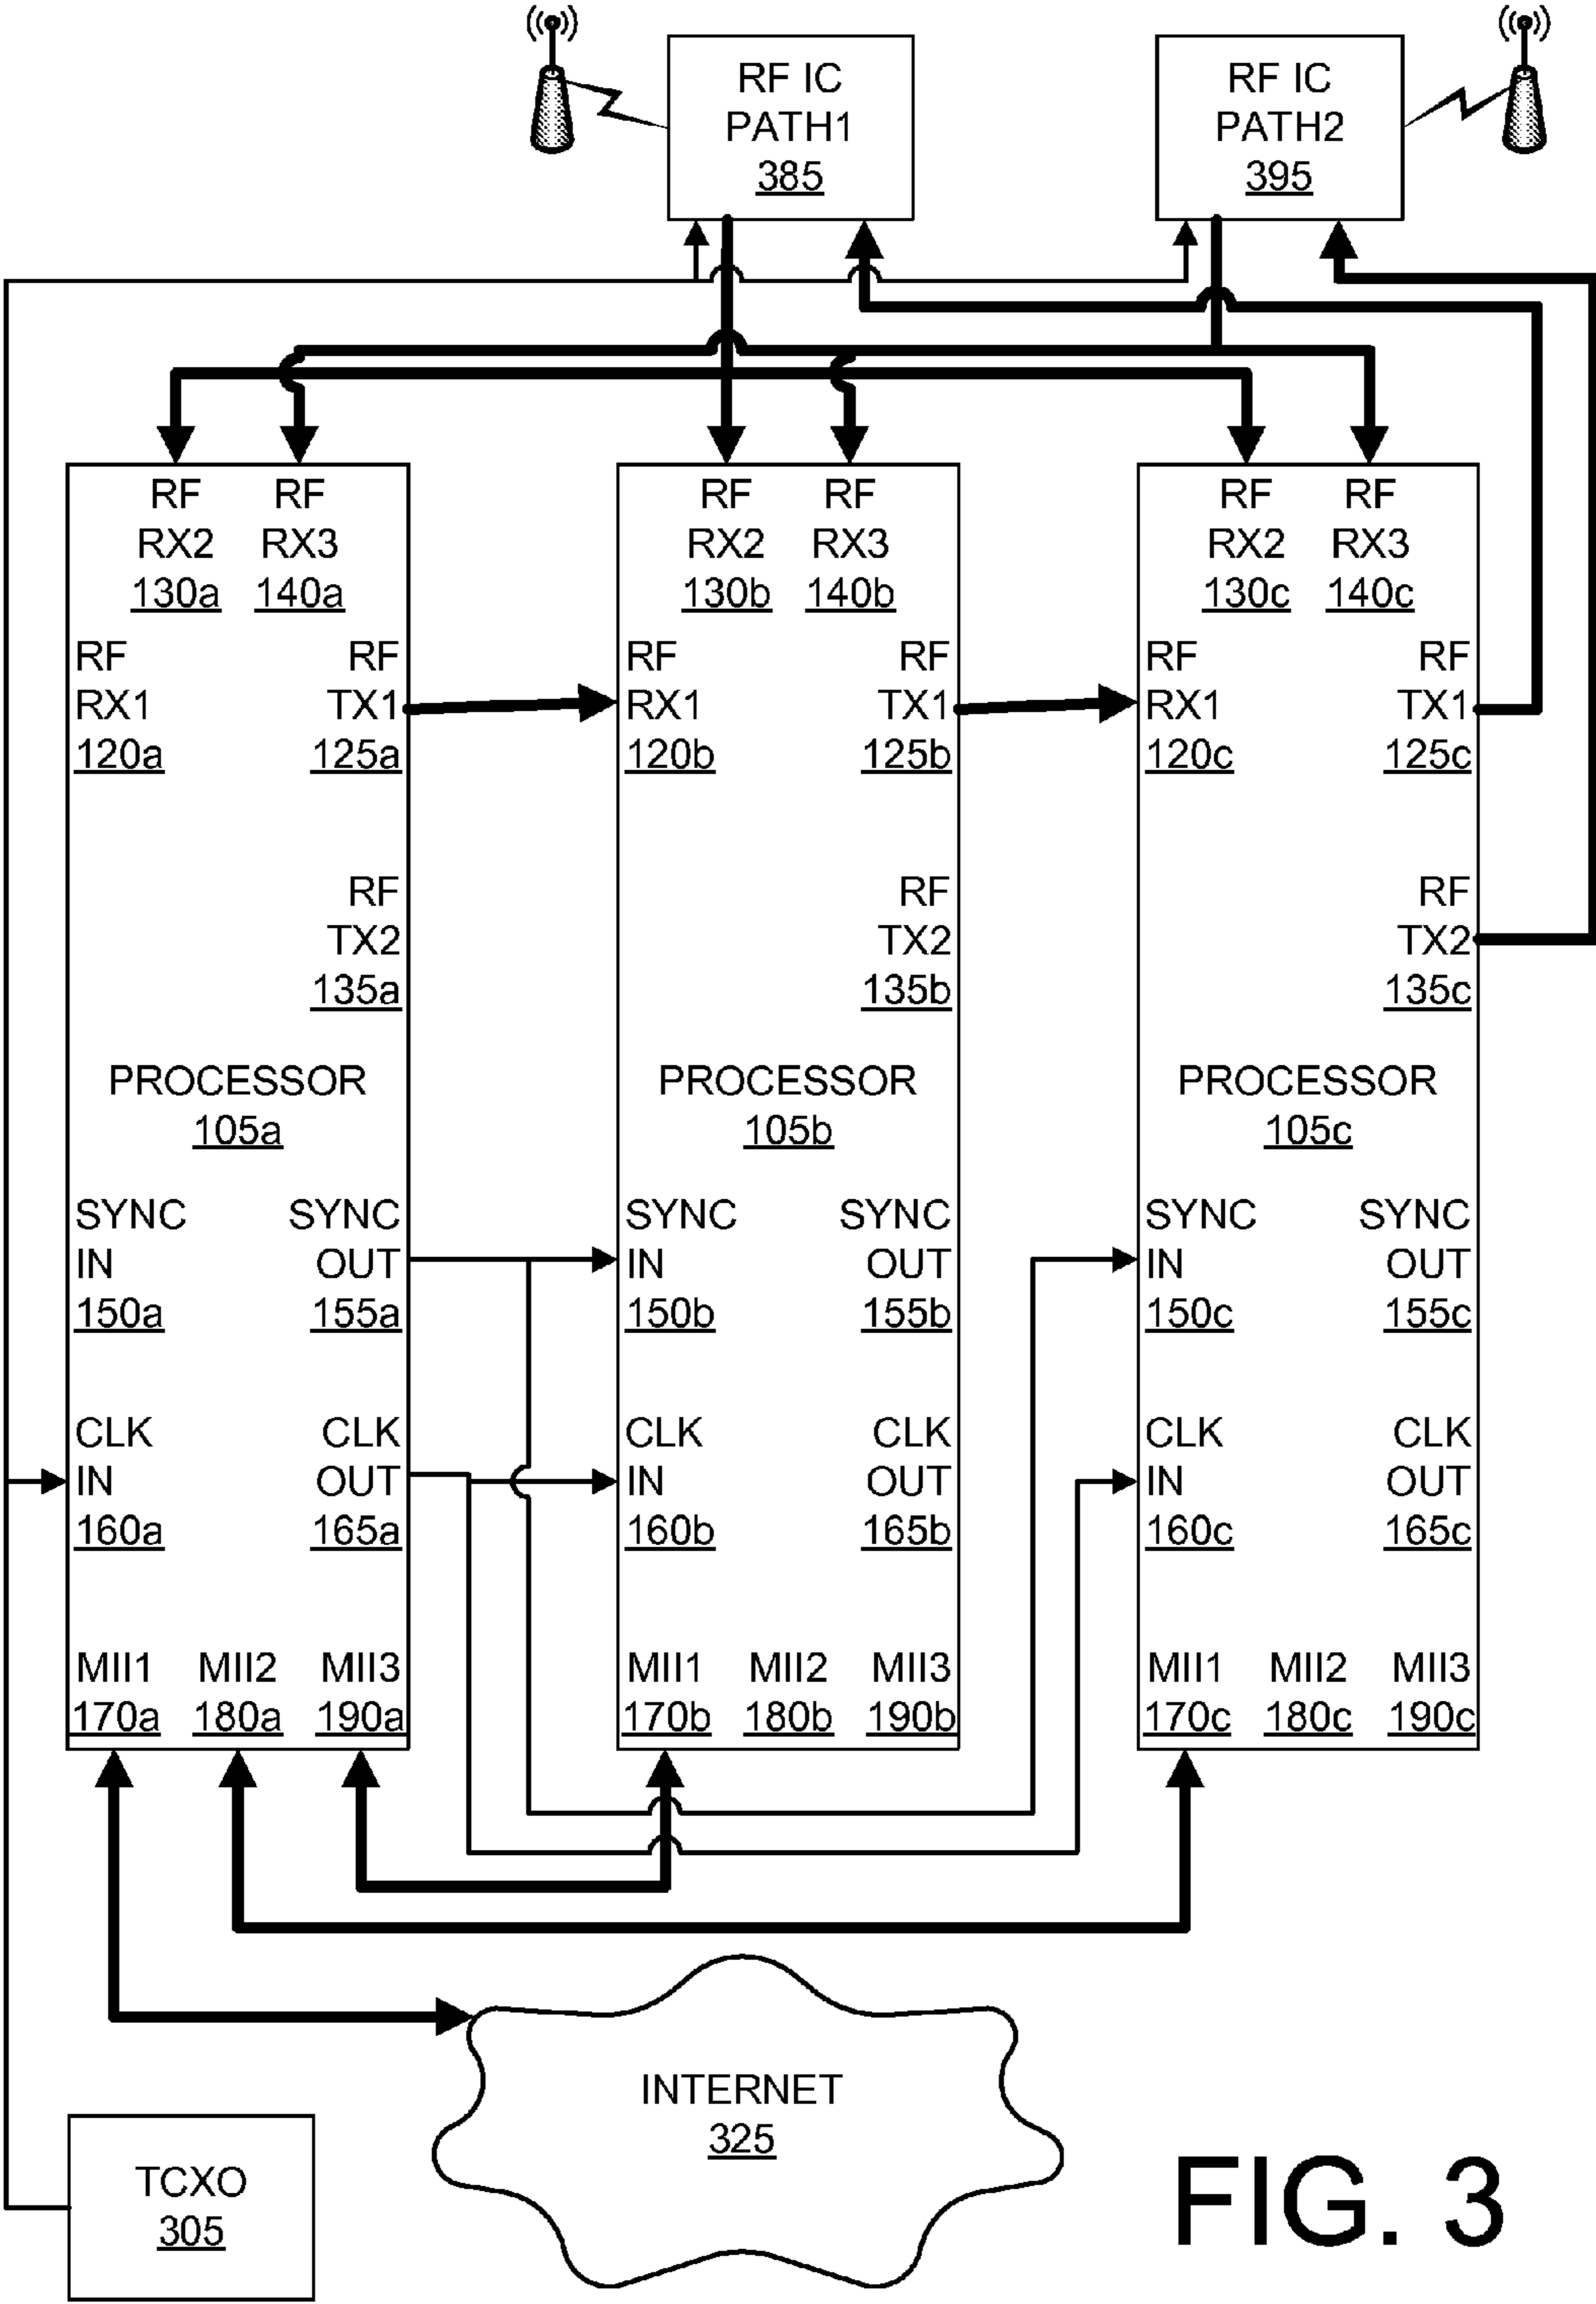 RF IC
PATH1
385
RF IC
PATH2
395
RF
RX2
130a
RF
RX3
140a
RF
RX1
120a
RF
TX1
125a
RF
TX2
135a
PROCESSOR
105a
SYNC
IN
150a
SYNC
OUT
155a
CLK
IN
160a
CLK
OUT
165a
MII1
170a
MII2
180a
MII3
190a
RF
RX2
130b
RF
RX3
140b
RF
RX1
120b
RF
TX1
125b
RF
TX2
135b
PROCESSOR
105b
SYNC
IN
150b
SYNC
OUT
155b
CLK
IN
160b
CLK
OUT
165b
MII1
170b
MII2
180b
MII3
190b
RF
RX2
130c
RF
RX3
140c
RF
RX1
120c
RF
TX1
125c
RF
TX2
135c
PROCESSOR
105c
SYNC
IN
150c
SYNC
OUT
155c
CLK
IN
160c
CLK
OUT
165c
MII1
170c
MII2
180c
MII3
190c
INTERNET
325
TCXO
305
FIG. 3